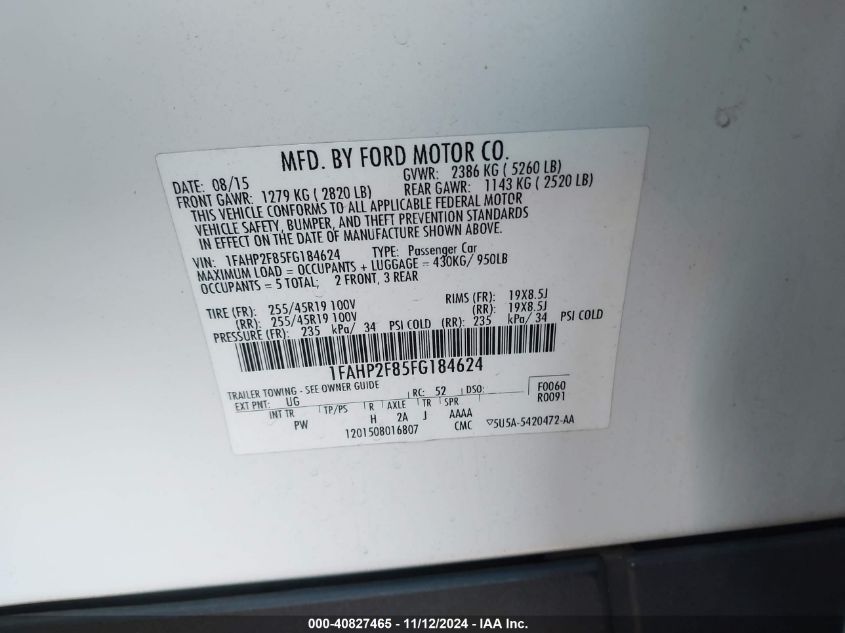 MFD. BY FORD MOTOR CO.
DATE: 08/15 GVWR: 2386 KG ( 5260 LB)
FRONT GAWR: 1279 KG ( 2820 LB) REAR GAWR: 1143 KG ( 2520 LB)
THIS VEHICLE CONFORMS TO ALL APPLICABLE FEDERAL MOTOR
VEHICLE SAFETY, BUMPER, AND THEFT PREVENTION STANDARDS
IN EFFECT ON THE DATE OF MANUFACTURE SHOWN ABOVE.
VIN: 1FAHP2F85FG184624 TYPE: Passenger Car
MAXIMUM LOAD = OCCUPANTS + LUGGAGE = 430KG/ 950LB
OCCUPANTS = 5 TOTAL; 2 FRONT, 3 REAR
TIRE (FR): 255/45R19 100V RIMS (FR): 19X8.5J
(RR): 255/45R19 100V (RR): 19X8.5J
PRESSURE (FR): 235 kPa/ 34 PSI COLD (RR): 235 kPa/ 34 PSI COLD
1FAHP2F85FG184624
TRAILER TOWING - SEE OWNER GUIDE
EXT PNT: UG RC: 52 DSO: F0060
R0091
INT TR TP/PS R AXLE TR SPR
PW H 2A J AAAA
1201508016807 CMC ▽5U5A-5420472-AA
000-40827465 - 11/12/2024 - IAA Inc.